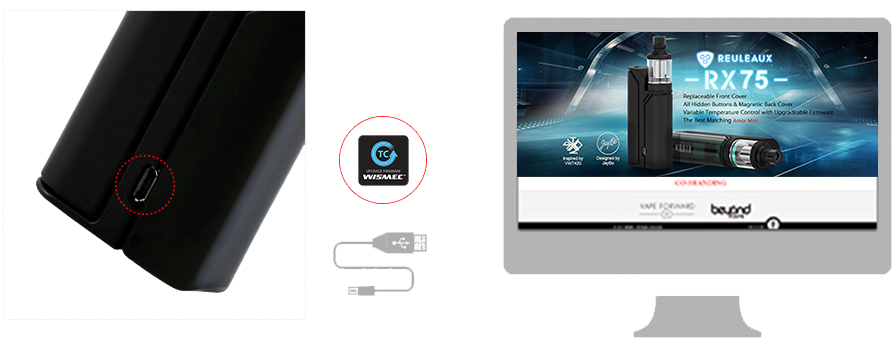 TC
UPGRADE FIRMWARE
WISMEC
REULEAUX
RX75
Replaceable Front Cover
All Hidden Buttons & Magnetic Back Cover
Variable Temperature Control with Upgradeable Firmware
The Best Matching Amor Mini
Inspired by
Designed by
JayBo
CO-BRANDING
VAPE FORWARD
beyond